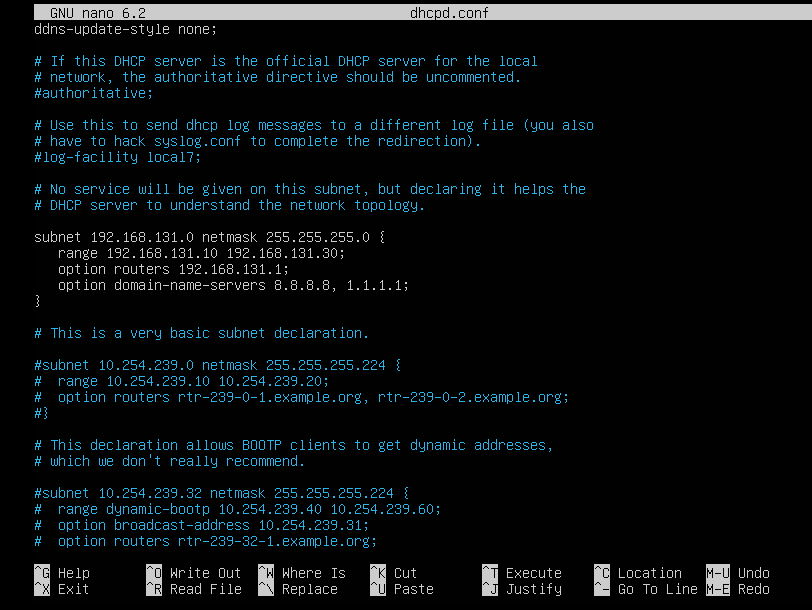 GNU nano 6.2 dhcpd.conf
ddns-update-style none;
# If this DHCP server is the official DHCP server for the local
# network, the authoritative directive should be uncommented.
#authoritative;
# Use this to send dhcp log messages to a different log file (you also
# have to hack syslog.conf to complete the redirection).
#log-facility local7;
# No service will be given on this subnet, but declaring it helps the
# DHCP server to understand the network topology.
subnet 192.168.131.0 netmask 255.255.255.0 {
   range 192.168.131.10 192.168.131.30;
   option routers 192.168.131.1;
   option domain-name-servers 8.8.8.8, 1.1.1.1;
}
# This is a very basic subnet declaration.
#subnet 10.254.239.0 netmask 255.255.255.224 {
#  range 10.254.239.10 10.254.239.20;
#  option routers rtr-239-0-1.example.org, rtr-239-0-2.example.org;
#}
# This declaration allows BOOTP clients to get dynamic addresses,
# which we don't really recommend.
#subnet 10.254.239.32 netmask 255.255.255.224 {
#  range dynamic-bootp 10.254.239.40 10.254.239.60;
#  option broadcast-address 10.254.239.31;
#  option routers rtr-239-32-1.example.org;
^G Help ^O Write Out ^W Where Is ^K Cut ^T Execute ^C Location M-U Undo
^X Exit ^R Read File ^\ Replace ^U Paste ^J Justify ^_ Go To Line M-E Redo